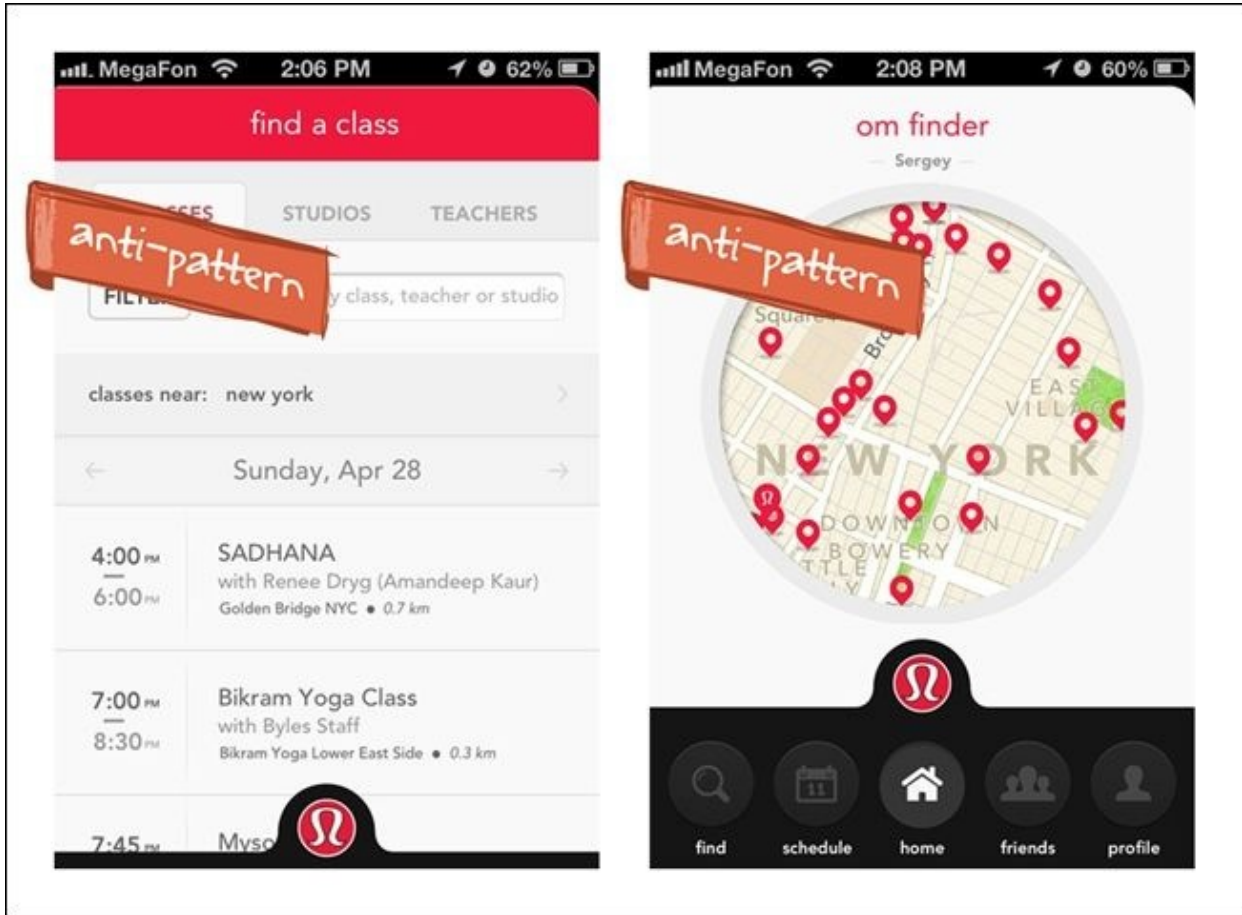 MegaFon 2:06 PM 62%
find a class
STUDIOS TEACHERS
anti-pattern
class, teacher or studio
classes near: new york
Sunday, Apr 28
4:00 PM
6:00 PM
SADHANA
with Renee Dryg (Amandeep Kaur)
Golden Bridge NYC • 0.7 km
7:00 PM
8:30 PM
Bikram Yoga Class
with Byles Staff
Bikram Yoga Lower East Side • 0.3 km
7:45 PM
MegaFon 2:08 PM 60%
om finder
Sergey
anti-pattern
EAST
VILLAG
NEW YORK
DOWNTOWN
BOWERY
11
find schedule home friends profile